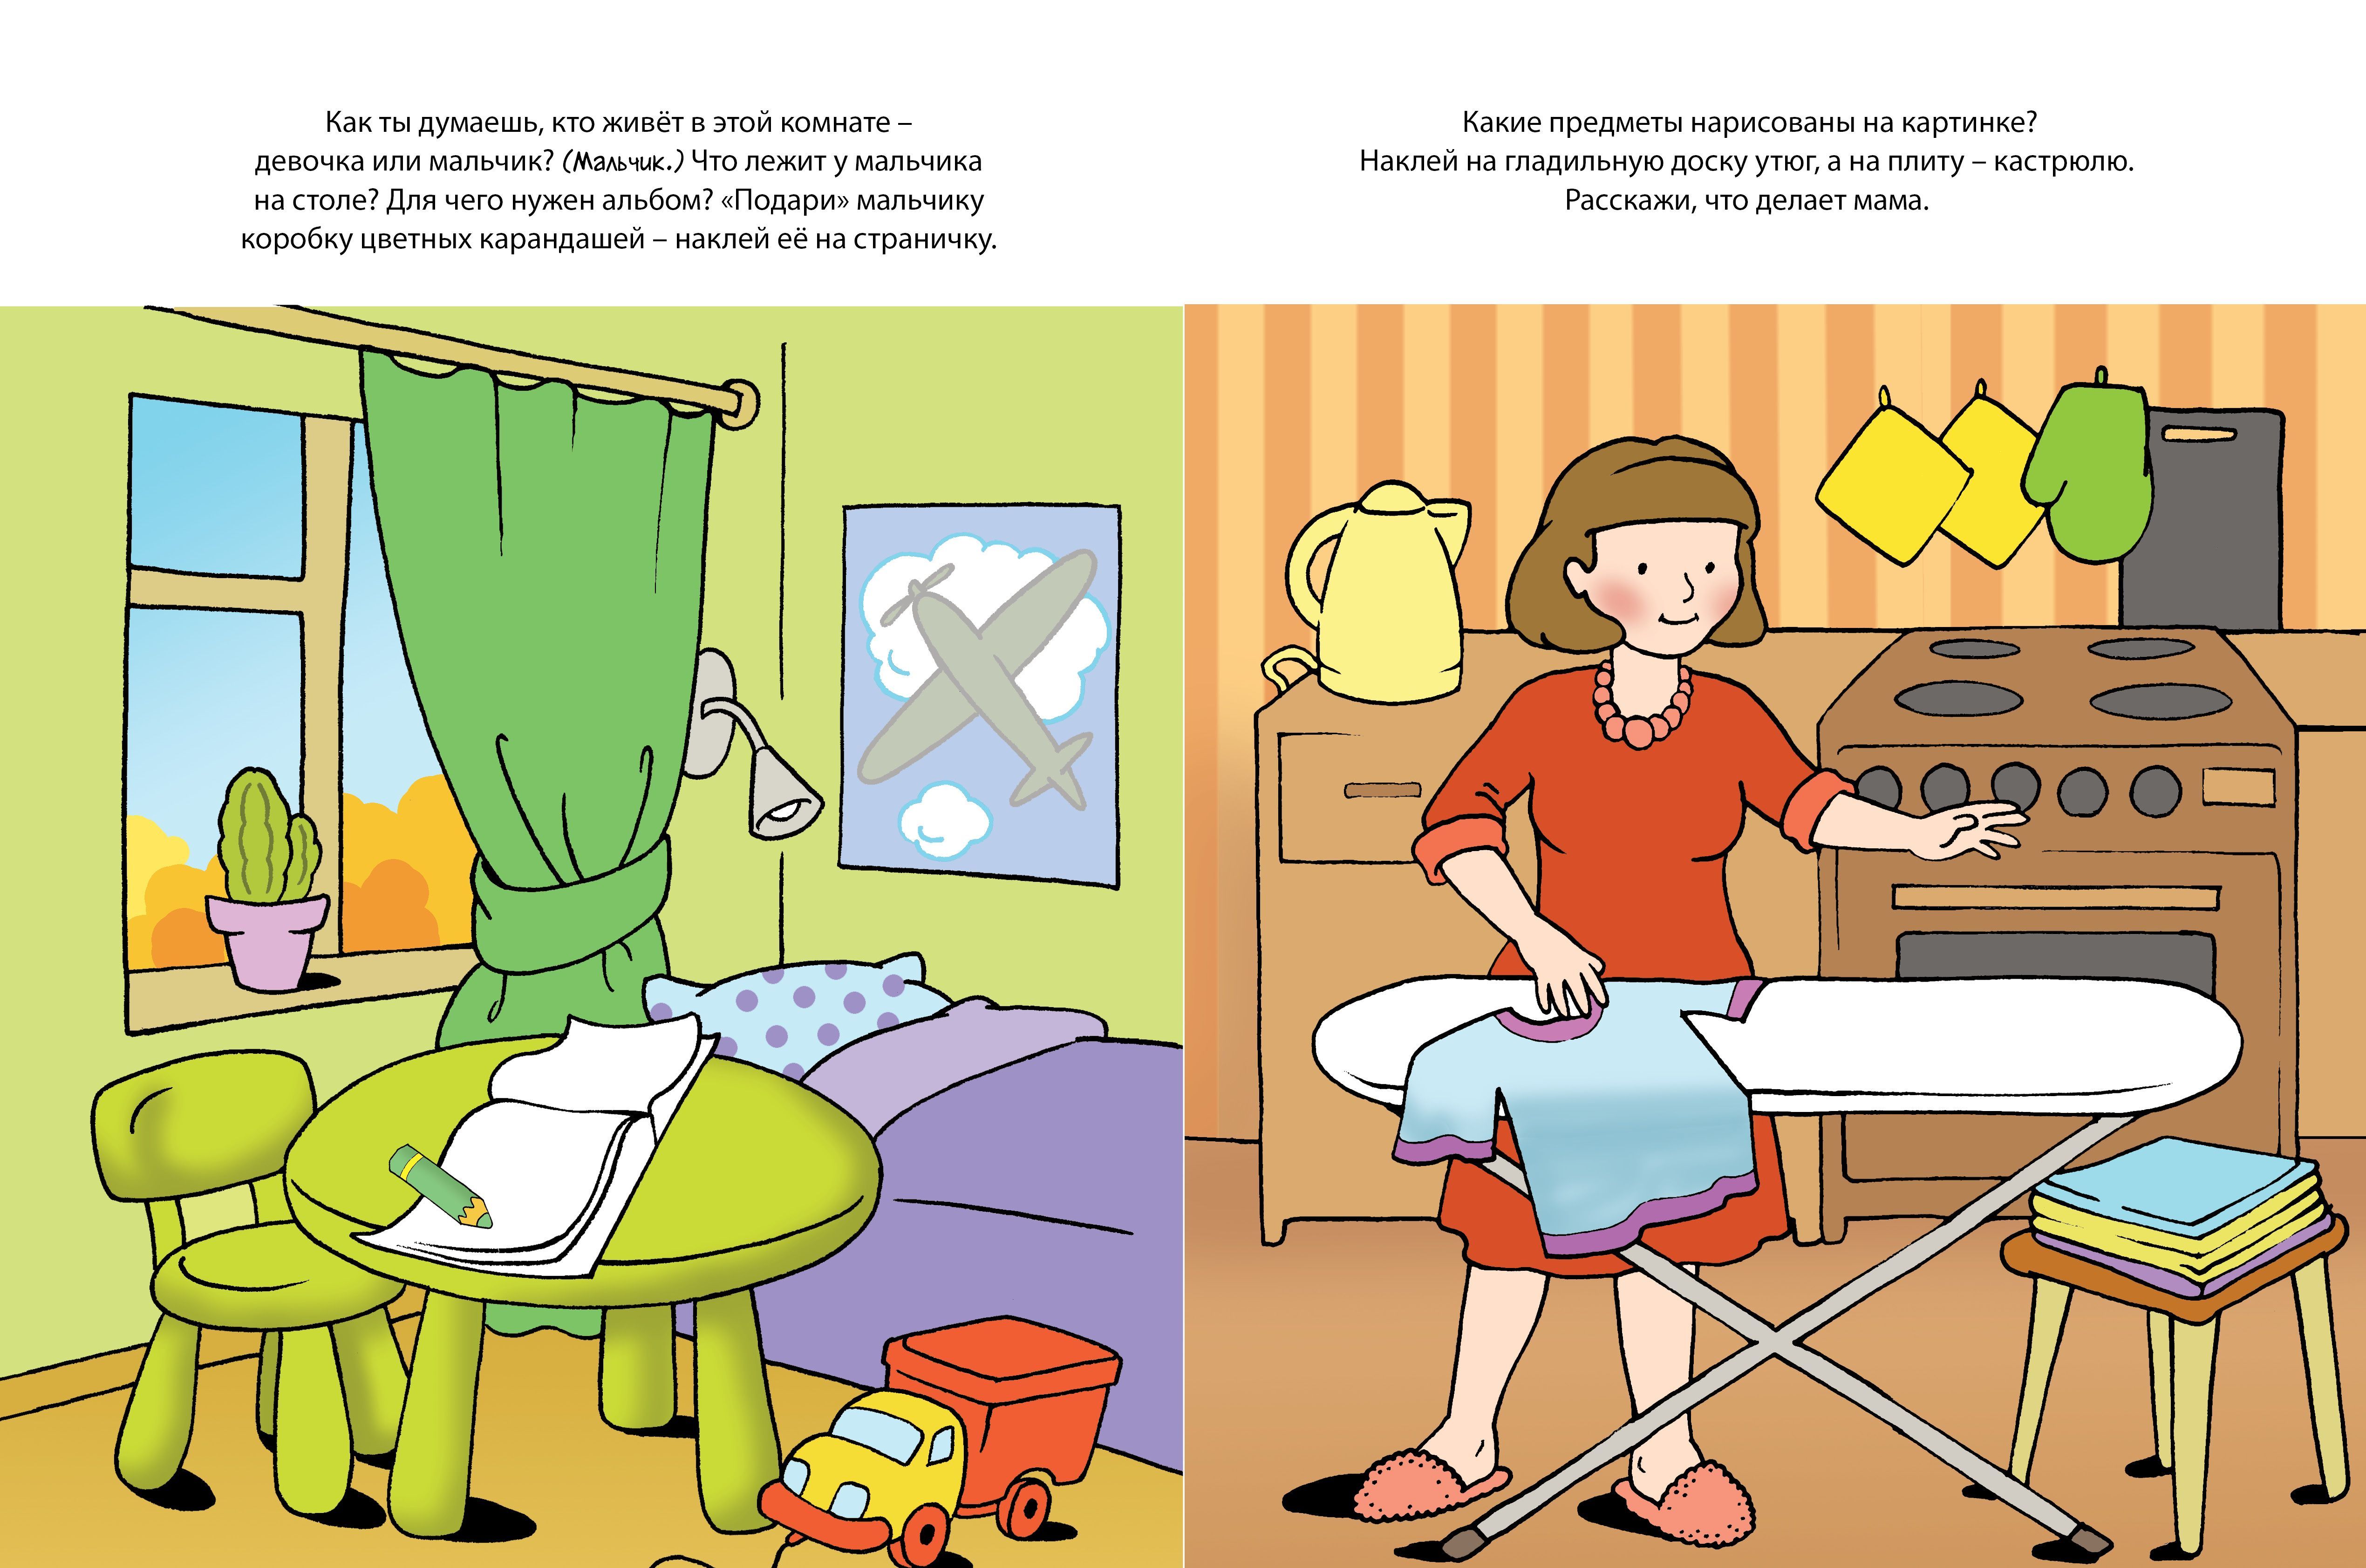 Как ты думаешь, кто живёт в этой комнате –
девочка или мальчик? (Мальчик.) Что лежит у мальчика
на столе? Для чего нужен альбом? «Подари» мальчику
коробку цветных карандашей – наклей её на страничку.
Какие предметы нарисованы на картинке?
Наклей на гладильную доску утюг, а на плиту – кастрюлю.
Расскажи, что делает мама.